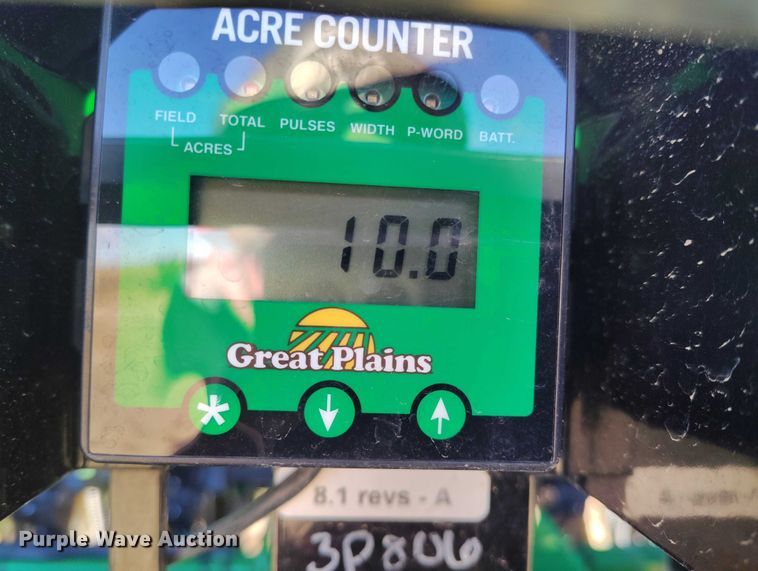 ACRE COUNTER
FIELD TOTAL PULSES WIDTH P-WORD BATT.
ACRES
10.0
Great Plains
8.1 revs - A
3P806
Purple Wave Auction